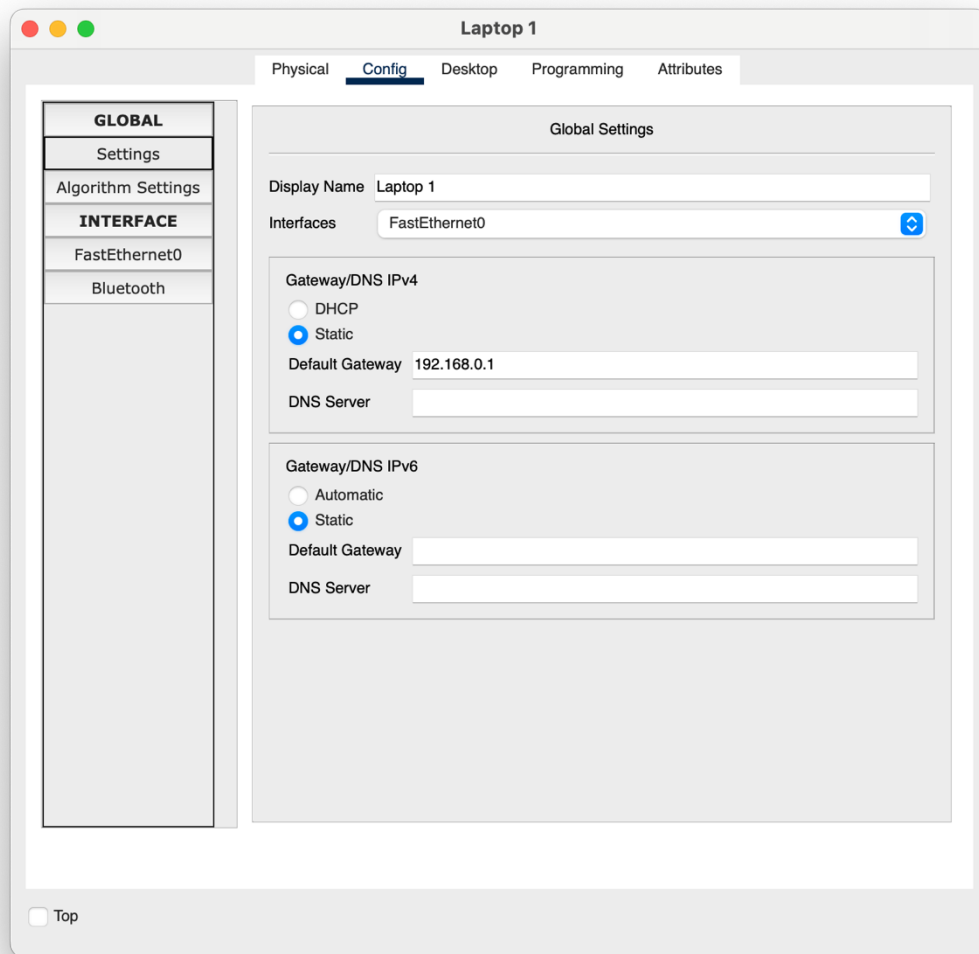 Laptop 1
Physical Config Desktop Programming Attributes
GLOBAL
Settings
Algorithm Settings
INTERFACE
FastEthernet0
Bluetooth
Global Settings
Display Name Laptop 1
Interfaces FastEthernet0
Gateway/DNS IPv4
DHCP
Static
Default Gateway 192.168.0.1
DNS Server
Gateway/DNS IPv6
Automatic
Static
Default Gateway
DNS Server
Top